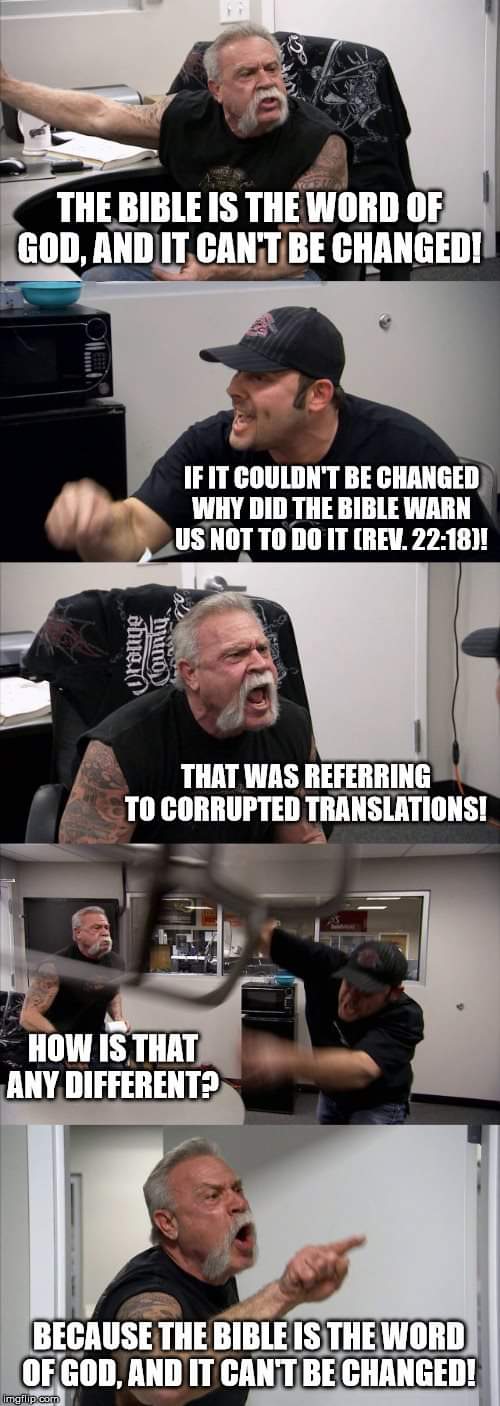 THE BIBLE IS THE WORD OF
GOD, AND IT CAN'T BE CHANGED!
IF IT COULDN'T BE CHANGED
WHY DID THE BIBLE WARN
US NOT TO DO IT (REV. 22:18)!
Orange
County
THAT WAS REFERRING
TO CORRUPTED TRANSLATIONS!
HOW IS THAT
ANY DIFFERENT?
BECAUSE THE BIBLE IS THE WORD
OF GOD, AND IT CAN'T BE CHANGED!
imgflip.com